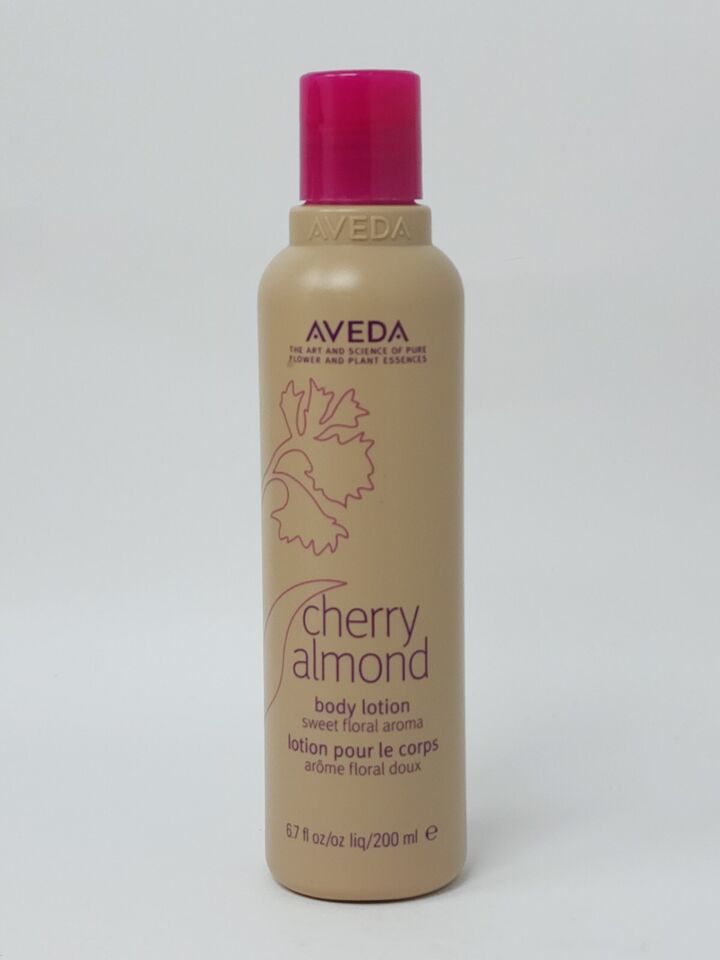 AVEDA
AVEDA
THE ART AND SCIENCE OF PURE
FLOWER AND PLANT ESSENCES
cherry
almond
body lotion
sweet floral aroma
lotion pour le corps
arôme floral doux
6.7 fl oz/oz liq/200 ml ℮